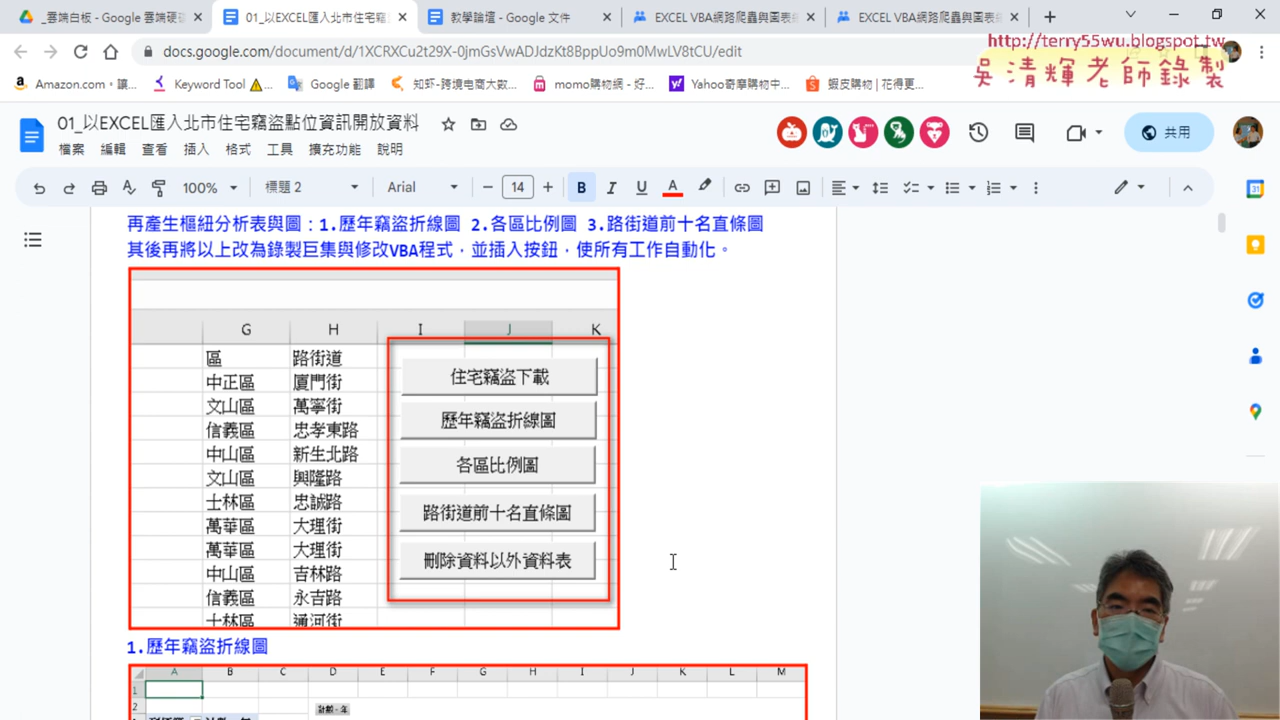 _雲端白板 - Google 雲端硬
01_以EXCEL匯入北市住宅竊
教學論壇 - Google 文件
EXCEL VBA網路爬蟲與圖表
EXCEL VBA網路爬蟲與圖表
docs.google.com/document/d/1XCRXCu2t29X-0jmGsVwADJdzKt8BppUo9m0MwLV8tCU/edit
http://terry55wu.blogspot.tw
吳清輝老師錄製
Amazon.com : 讓...
Keyword Tool
Google 翻譯
知虾-跨境电商大数...
momo購物網 - 好...
Yahoo奇摩購物中...
蝦皮購物 | 花得更...
01_以EXCEL匯入北市住宅竊盜點位資訊開放資料
檔案 編輯 查看 插入 格式 工具 擴充功能 說明
共用
100% 標題 2 Arial 14 B I U A
再產生樞紐分析表與圖：1.歷年竊盜折線圖 2.各區比例圖 3.路街道前十名直條圖
其後再將以上改為錄製巨集與修改VBA程式，並插入按鈕，使所有工作自動化。
G H I J K
區 路街道
中正區 廈門街
文山區 萬寧街
信義區 忠孝東路
中山區 新生北路
文山區 興隆路
士林區 忠誠路
萬華區 大理街
萬華區 大理街
中山區 吉林路
信義區 永吉路
士林區 通河街
住宅竊盜下載
歷年竊盜折線圖
各區比例圖
路街道前十名直條圖
刪除資料以外資料表
1.歷年竊盜折線圖
A B C D E F G H I J K L M
1
2
計數 - 年
31